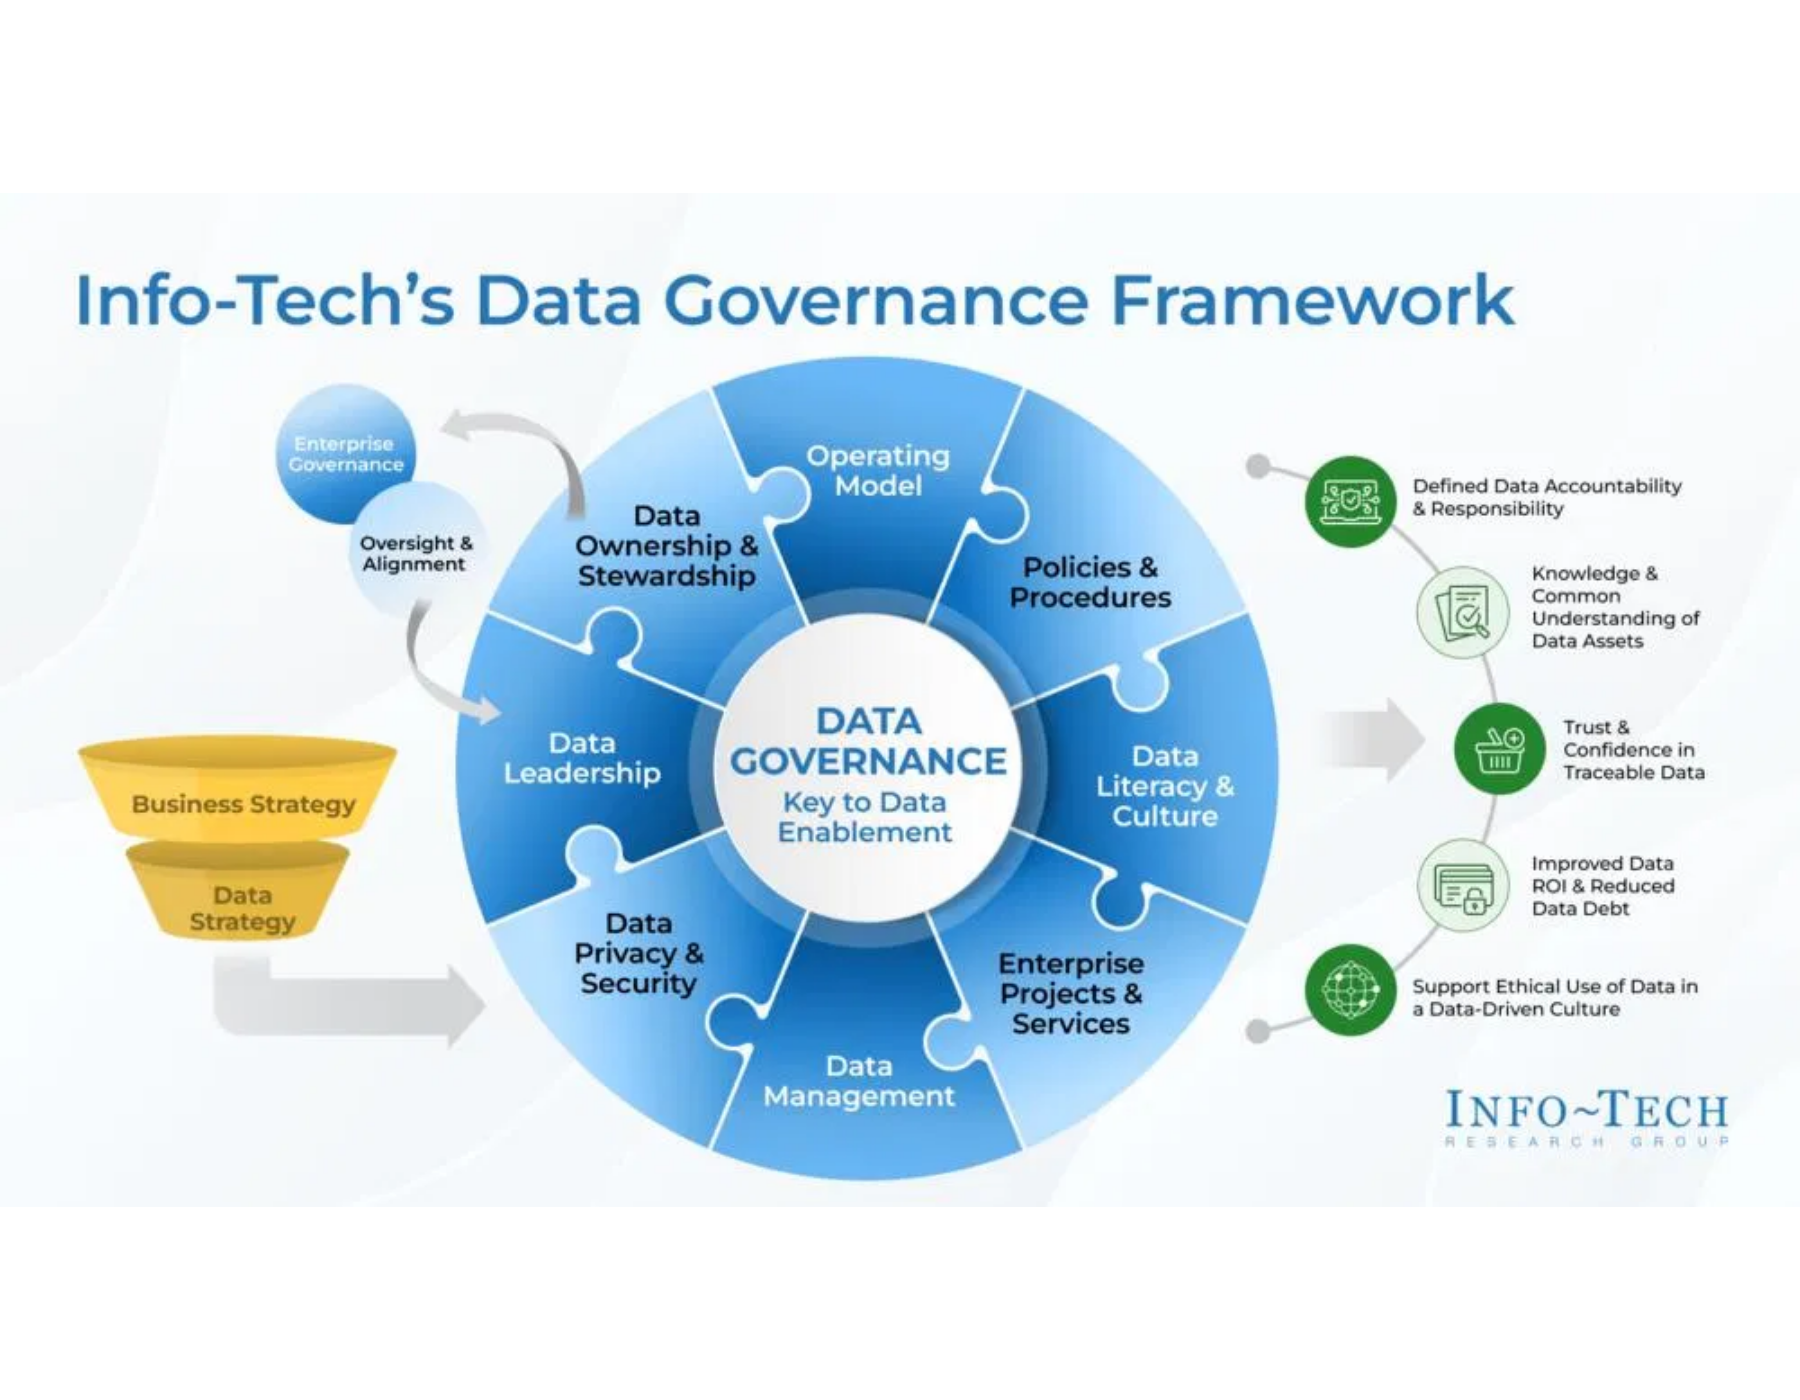 Info-Tech’s Data Governance Framework
Enterprise
Governance
Oversight &
Alignment
Business Strategy
Data
Strategy
Operating
Model
Policies &
Procedures
Data
Literacy &
Culture
Enterprise
Projects &
Services
Data
Management
Data
Privacy &
Security
Data
Leadership
Data
Ownership &
Stewardship
DATA
GOVERNANCE
Key to Data
Enablement
Defined Data Accountability
& Responsibility
Knowledge &
Common
Understanding of
Data Assets
Trust &
Confidence in
Traceable Data
Improved Data
ROI & Reduced
Data Debt
Support Ethical Use of Data in
a Data-Driven Culture
INFO~TECH
RESEARCH GROUP